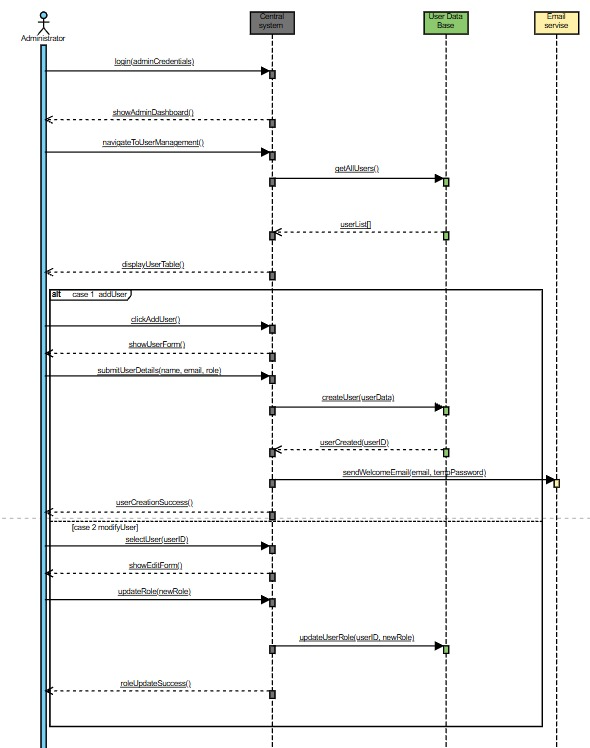 Administrator
Central
system
User Data
Base
Email
servise
login(adminCredentials)
showAdminDashboard()
navigateToUserManagement()
getAllUsers()
userList[]
displayUserTable()
alt case 1 addUser
clickAddUser()
showUserForm()
submitUserDetails(name, email, role)
createUser(userData)
userCreated(userID)
sendWelcomeEmail(email, tempPassword)
userCreationSuccess()
[case 2 modifyUser]
selectUser(userID)
showEditForm()
updateRole(newRole)
updateUserRole(userID, newRole)
roleUpdateSuccess()